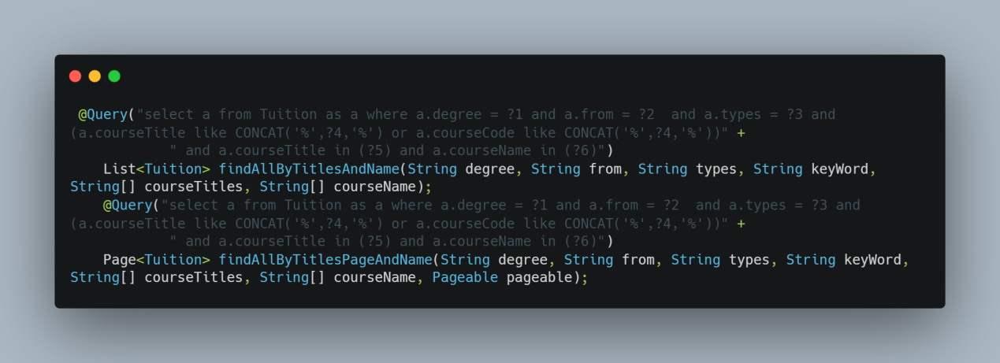 @Query("select a from Tuition as a where a.degree = ?1 and a.from = ?2  and a.types = ?3 and
(a.courseTitle like CONCAT('%',?4,'%') or a.courseCode like CONCAT('%',?4,'%'))" +
" and a.courseTitle in (?5) and a.courseName in (?6)")
List<Tuition> findAllByTitlesAndName(String degree, String from, String types, String keyWord,
String[] courseTitles, String[] courseName);
@Query("select a from Tuition as a where a.degree = ?1 and a.from = ?2  and a.types = ?3 and
(a.courseTitle like CONCAT('%',?4,'%') or a.courseCode like CONCAT('%',?4,'%'))" +
" and a.courseTitle in (?5) and a.courseName in (?6)")
Page<Tuition> findAllByTitlesPageAndName(String degree, String from, String types, String keyWord,
String[] courseTitles, String[] courseName, Pageable pageable);